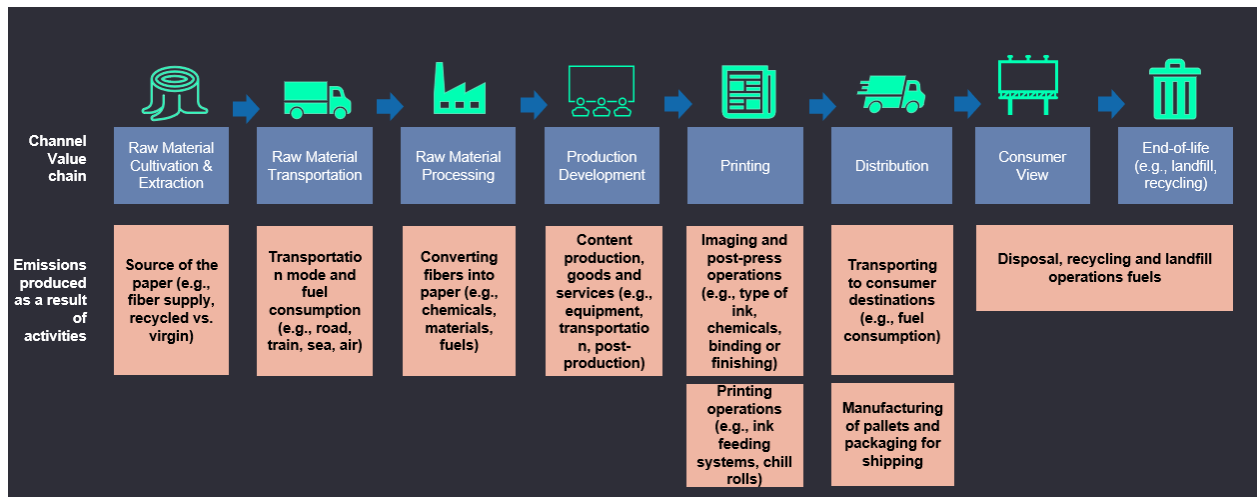 Channel
Value
chain
Raw Material
Cultivation &
Extraction
Raw Material
Transportation
Raw Material
Processing
Production
Development
Printing
Distribution
Consumer
View
End-of-life
(e.g., landfill,
recycling)
Emissions
produced
as a result
of
activities
Source of the
paper (e.g.,
fiber supply,
recycled vs.
virgin)
Transportatio
n mode and
fuel
consumption
(e.g., road,
train, sea, air)
Converting
fibers into
paper (e.g.,
chemicals,
materials,
fuels)
Content
production,
goods and
services (e.g.,
equipment,
transportatio
n, post-
production)
Imaging and
post-press
operations
(e.g., type of
ink,
chemicals,
binding or
finishing)
Transporting
to consumer
destinations
(e.g., fuel
consumption)
Disposal, recycling and landfill
operations fuels
Printing
operations
(e.g., ink
feeding
systems, chill
rolls)
Manufacturing
of pallets and
packaging for
shipping